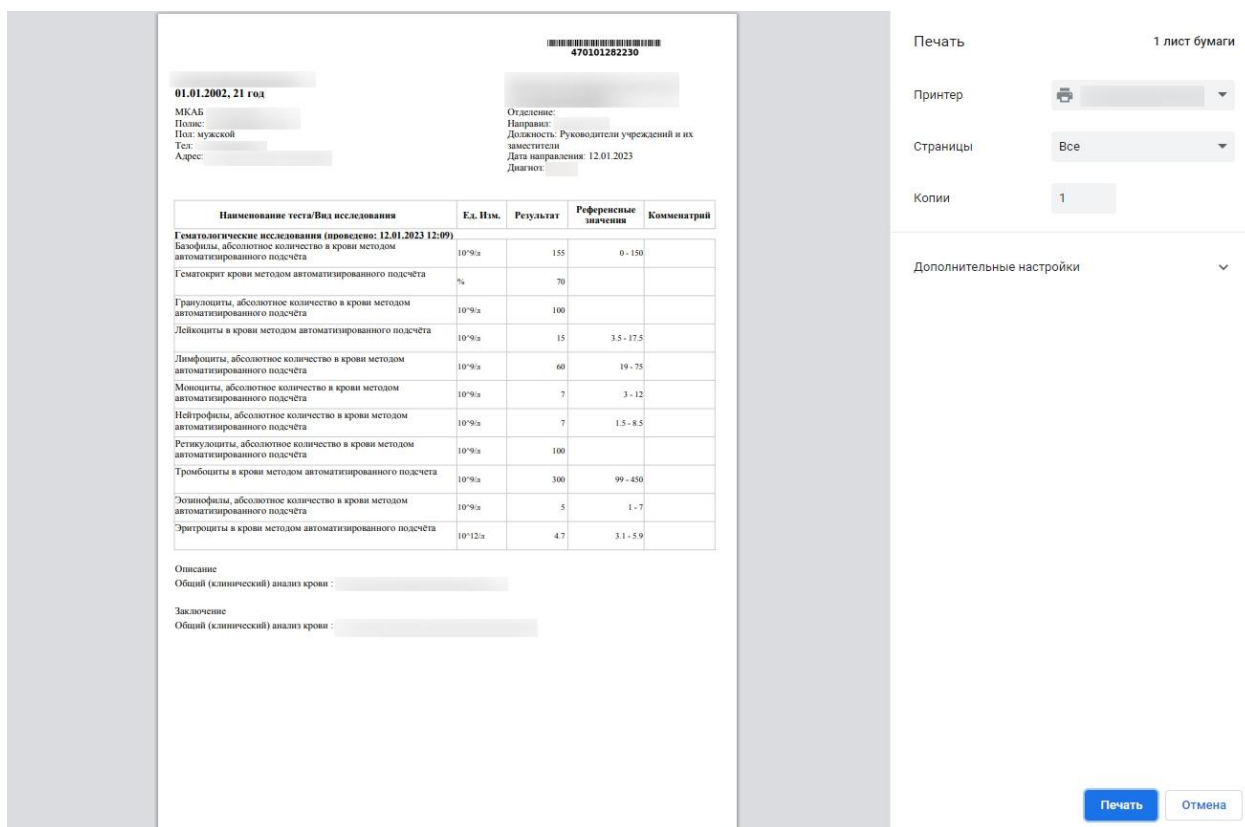 470101282230
01.01.2002, 21 год
МКАБ
Полис:
Пол: мужской
Тел:
Адрес:
Отделение:
Направил:
Должность: Руководители учреждений и их
заместители
Дата направления: 12.01.2023
Диагноз:
Наименование теста/Вид исследования Ед. Изм. Результат Референсные значения Комменатрий
Гематологические исследования (проведено: 12.01.2023 12:09)
Базофилы, абсолютное количество в крови методом
автоматизированного подсчёта 10^9/л 155 0 - 150
Гематокрит крови методом автоматизированного подсчёта
% 70
Гранулоциты, абсолютное количество в крови методом
автоматизированного подсчёта 10^9/л 100
Лейкоциты в крови методом автоматизированного подсчёта
10^9/л 15 3.5 - 17.5
Лимфоциты, абсолютное количество в крови методом
автоматизированного подсчёта 10^9/л 60 19 - 75
Моноциты, абсолютное количество в крови методом
автоматизированного подсчёта 10^9/л 7 3 - 12
Нейтрофилы, абсолютное количество в крови методом
автоматизированного подсчёта 10^9/л 7 1.5 - 8.5
Ретикулоциты, абсолютное количество в крови методом
автоматизированного подсчёта 10^9/л 100
Тромбоциты в крови методом автоматизированного подсчета
10^9/л 300 99 - 450
Эозинофилы, абсолютное количество в крови методом
автоматизированного подсчёта 10^9/л 5 1 - 7
Эритроциты в крови методом автоматизированного подсчёта
10^12/л 4.7 3.1 - 5.9
Описание
Общий (клинический) анализ крови :
Заключение
Общий (клинический) анализ крови :
Печать 1 лист бумаги
Принтер
Страницы Все
Копии 1
Дополнительные настройки
Печать Отмена